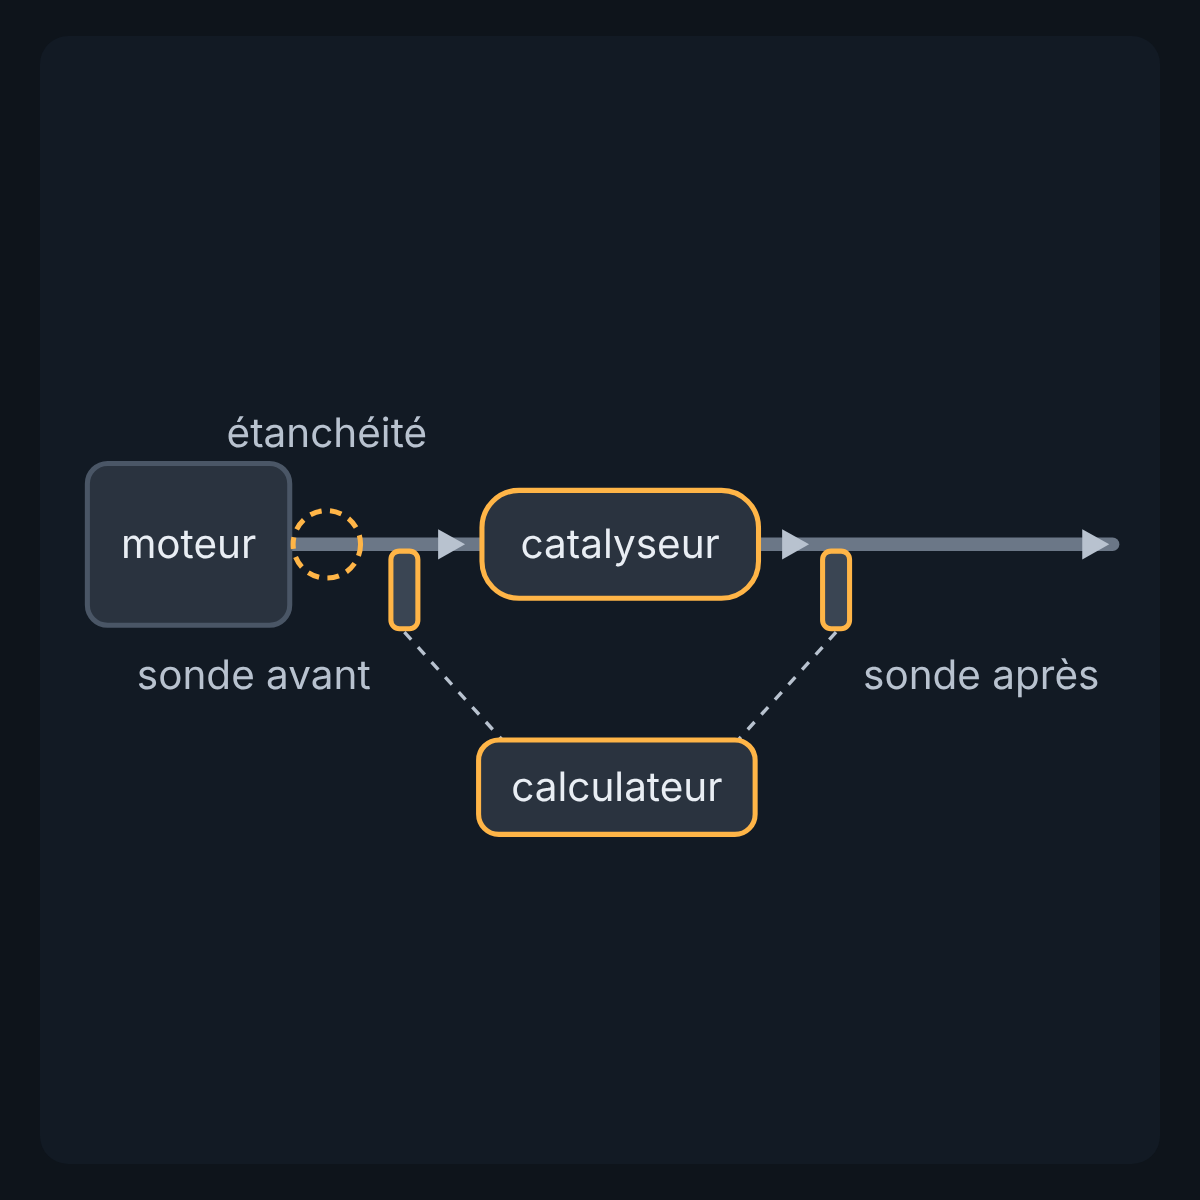 étanchéité
moteur
catalyseur
sonde avant
sonde après
calculateur